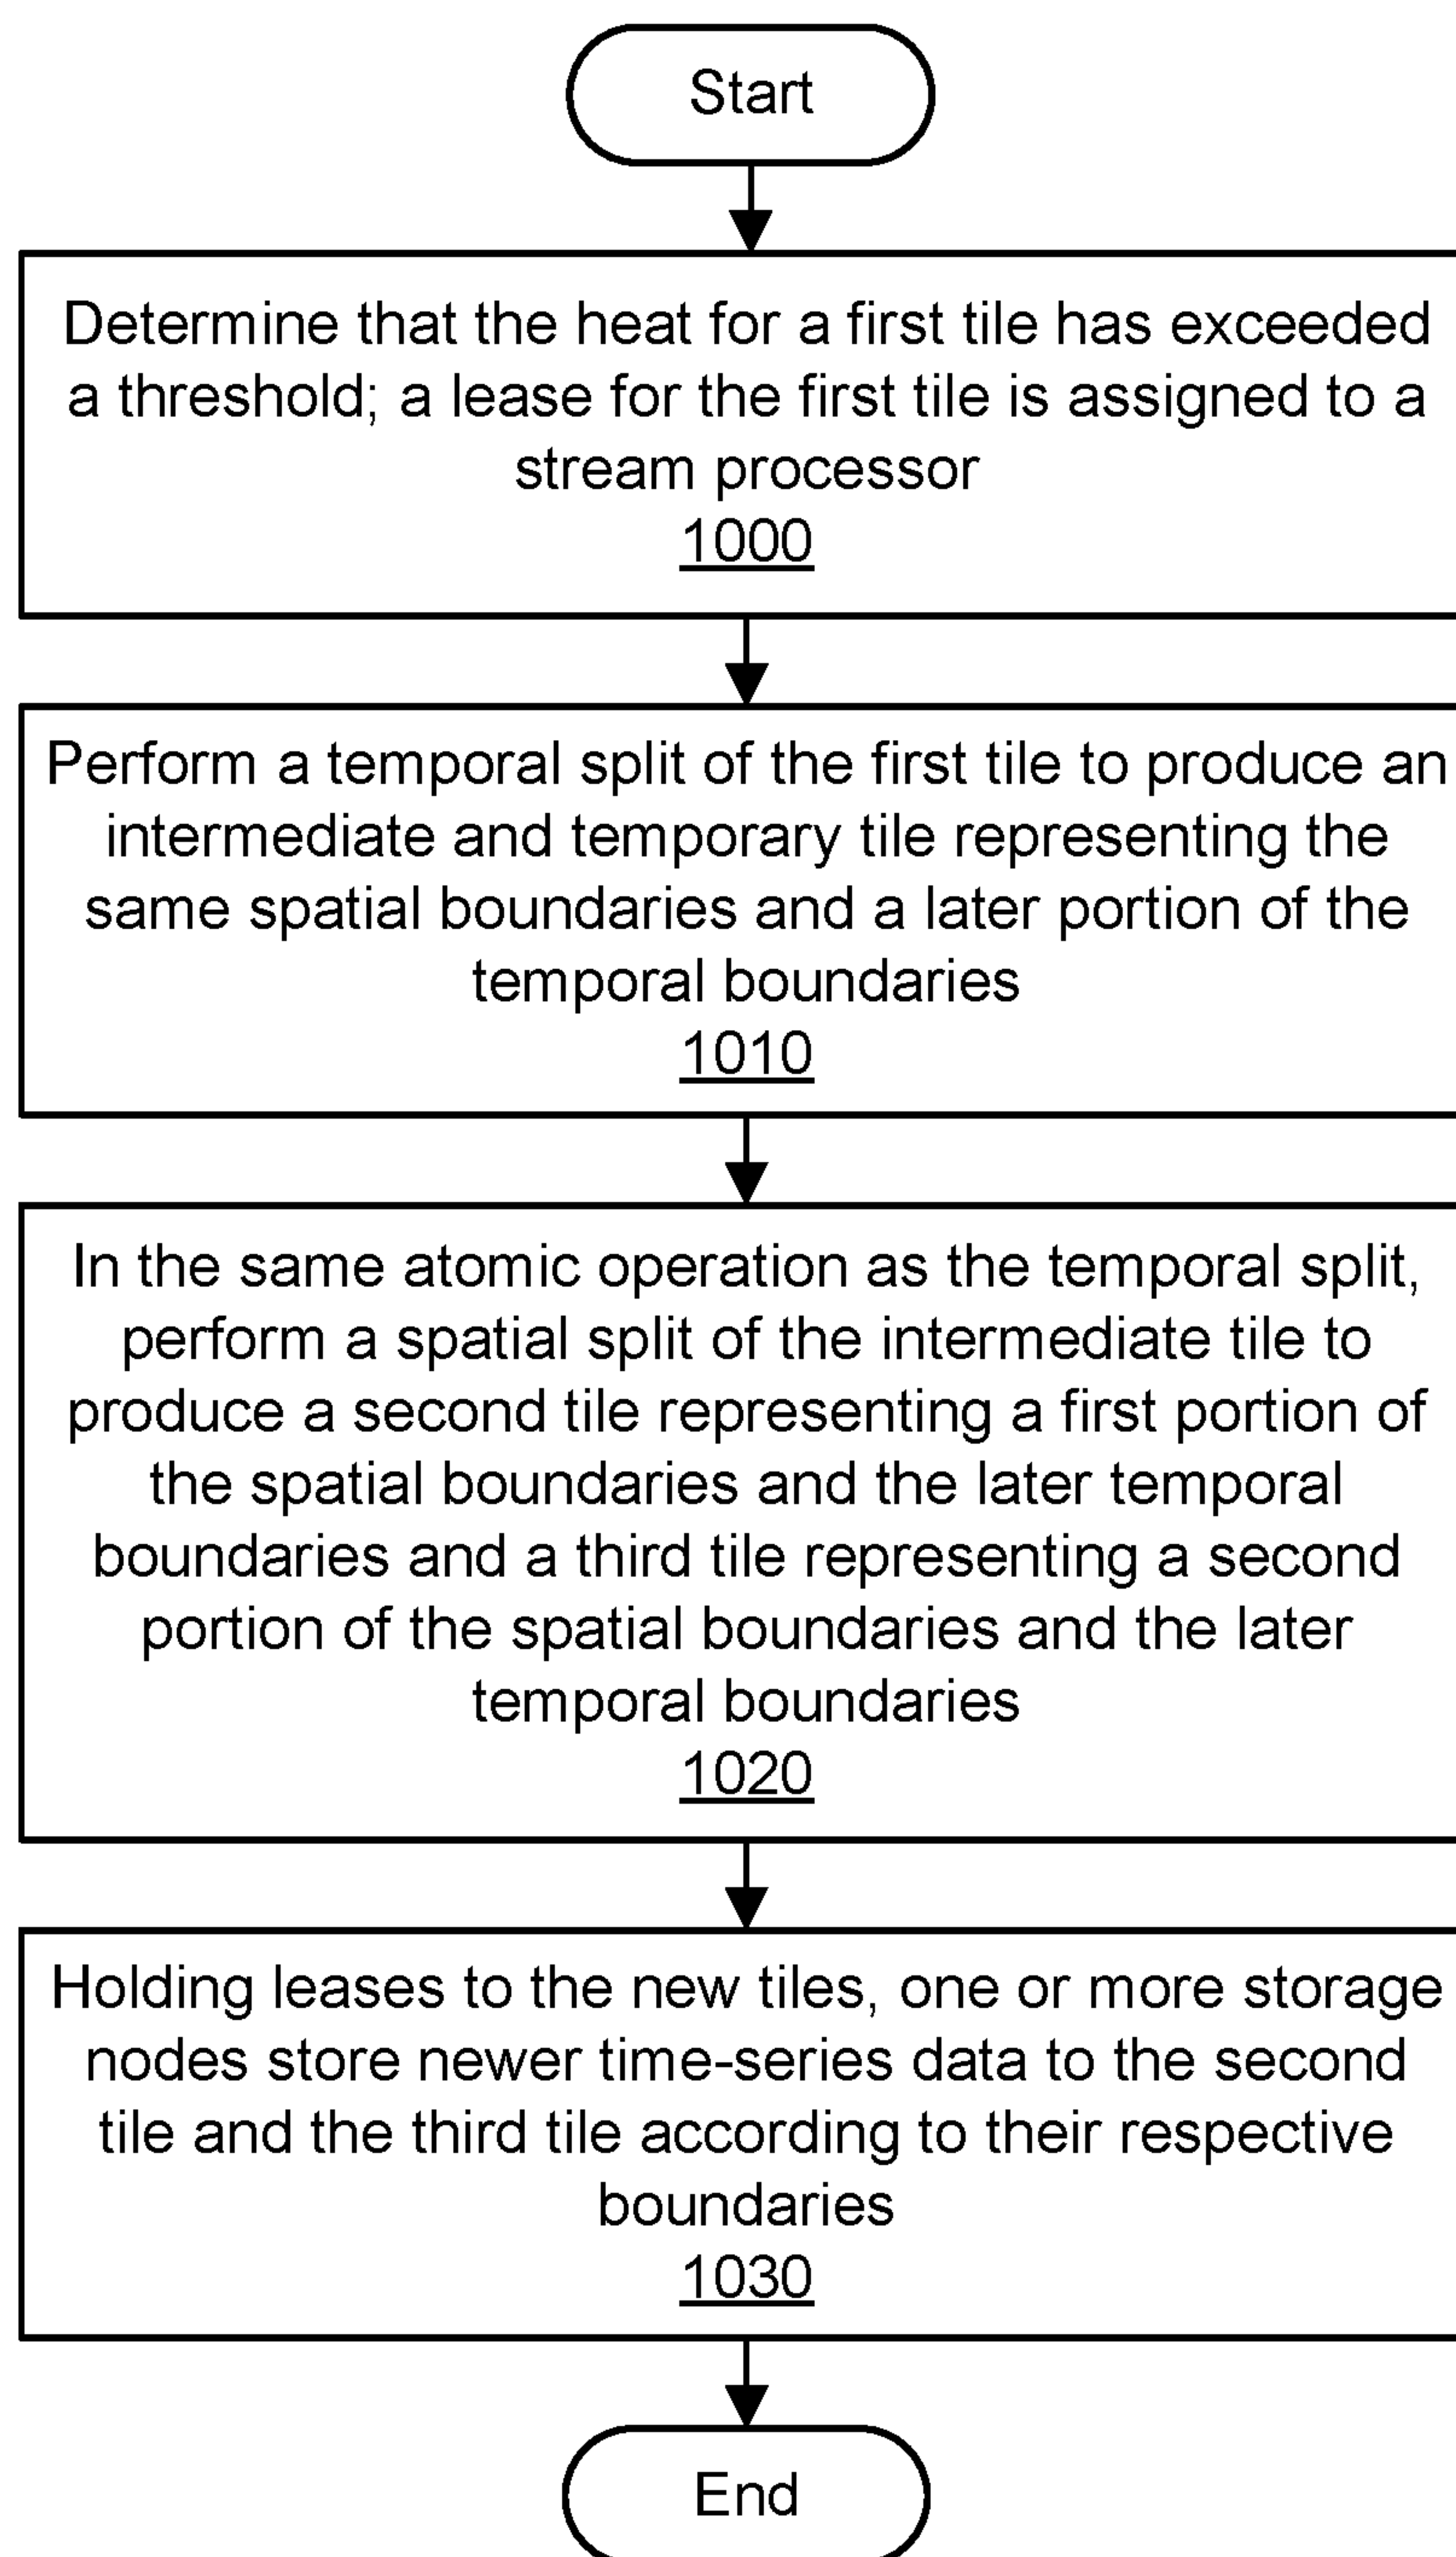 Start
Determine that the heat for a first tile has exceeded
a threshold; a lease for the first tile is assigned to a
stream processor
1000
Perform a temporal split of the first tile to produce an
intermediate and temporary tile representing the
same spatial boundaries and a later portion of the
temporal boundaries
1010
In the same atomic operation as the temporal split,
perform a spatial split of the intermediate tile to
produce a second tile representing a first portion of
the spatial boundaries and the later temporal
boundaries and a third tile representing a second
portion of the spatial boundaries and the later
temporal boundaries
1020
Holding leases to the new tiles, one or more storage
nodes store newer time-series data to the second
tile and the third tile according to their respective
boundaries
1030
End